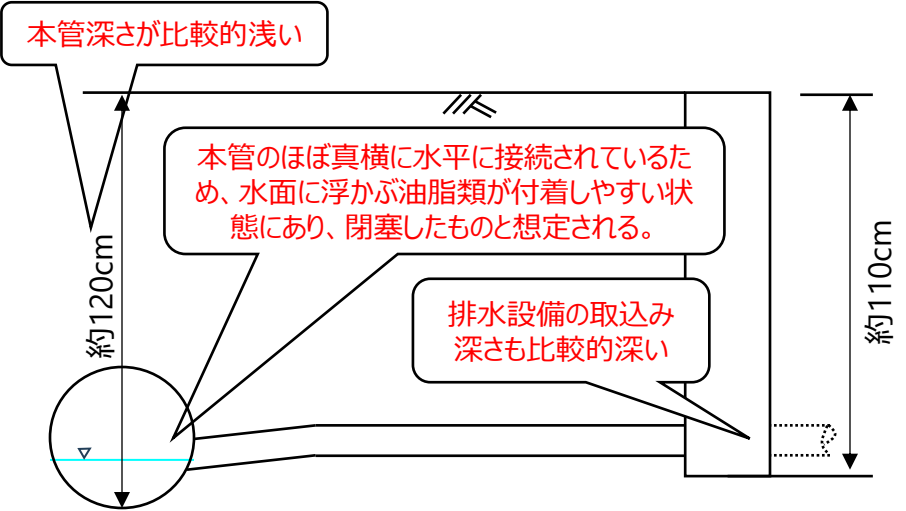 本管深さが比較的浅い
本管のほぼ真横に水平に接続されているた
め、水面に浮かぶ油脂類が付着しやすい状
態にあり、閉塞したものと想定される。
排水設備の取込み
深さも比較的深い
約120cm
約110cm